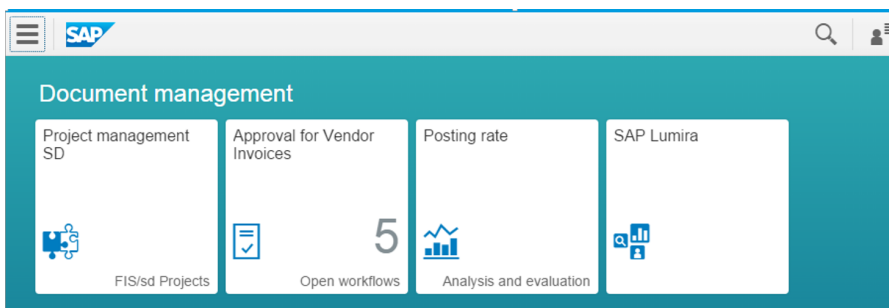 SAP
Document management
Project management
SD
FIS/sd Projects
Approval for Vendor
Invoices
5
Open workflows
Posting rate
Analysis and evaluation
SAP Lumira